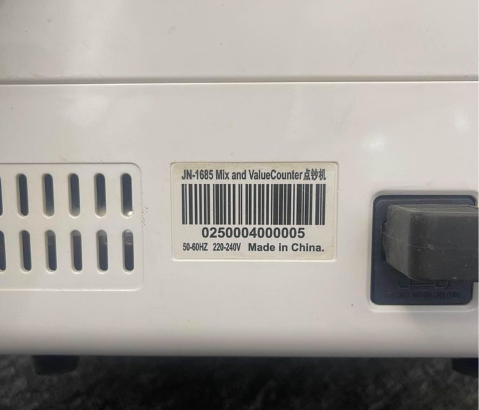 JN-1685 Mix and ValueCounter点钞机
0250004000005
50-60HZ 220-240V Made in China.